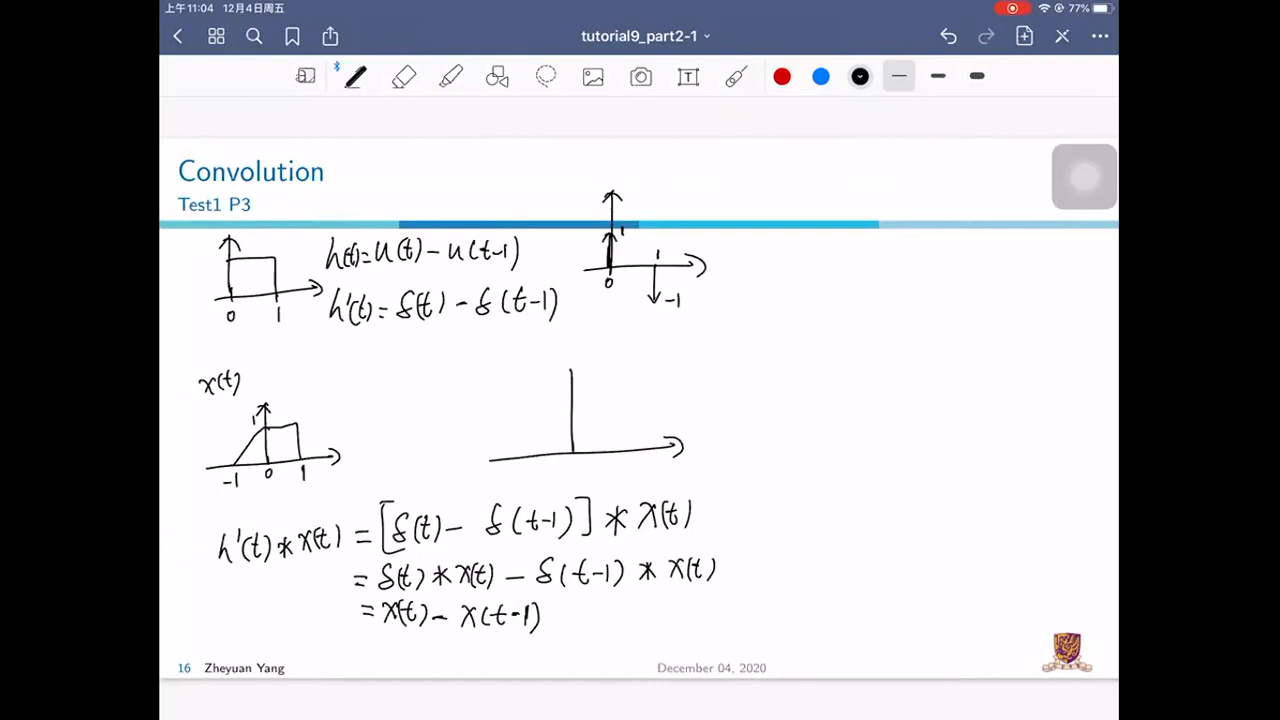 上午11:04 12月4日周五 77%
tutorial9_part2-1
T
Convolution
Test1 P3
h(t)=u(t)-u(t-1)
h'(t)=δ(t)-δ(t-1)
0 1
1 1 0 -1
x(t)
1 -1 0 1
h'(t)*x(t)=[δ(t)-δ(t-1)]*x(t)
=δ(t)*x(t)-δ(t-1)*x(t)
=x(t)-x(t-1)
16 Zheyuan Yang December 04, 2020